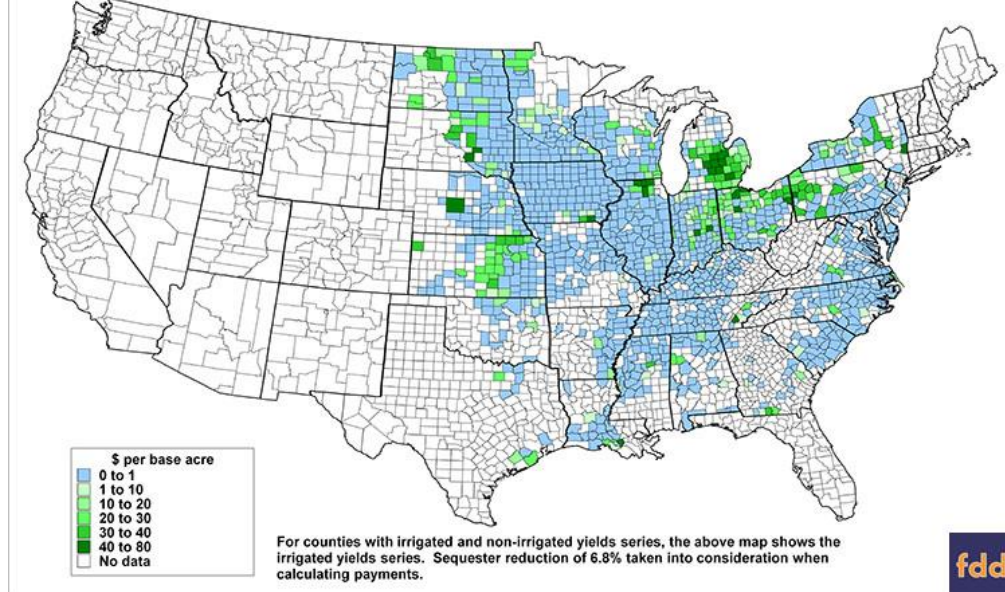 $ per base acre
0 to 1
1 to 10
10 to 20
20 to 30
30 to 40
40 to 80
No data
For counties with irrigated and non-irrigated yields series, the above map shows the
irrigated yields series. Sequester reduction of 6.8% taken into consideration when
calculating payments.
fdd